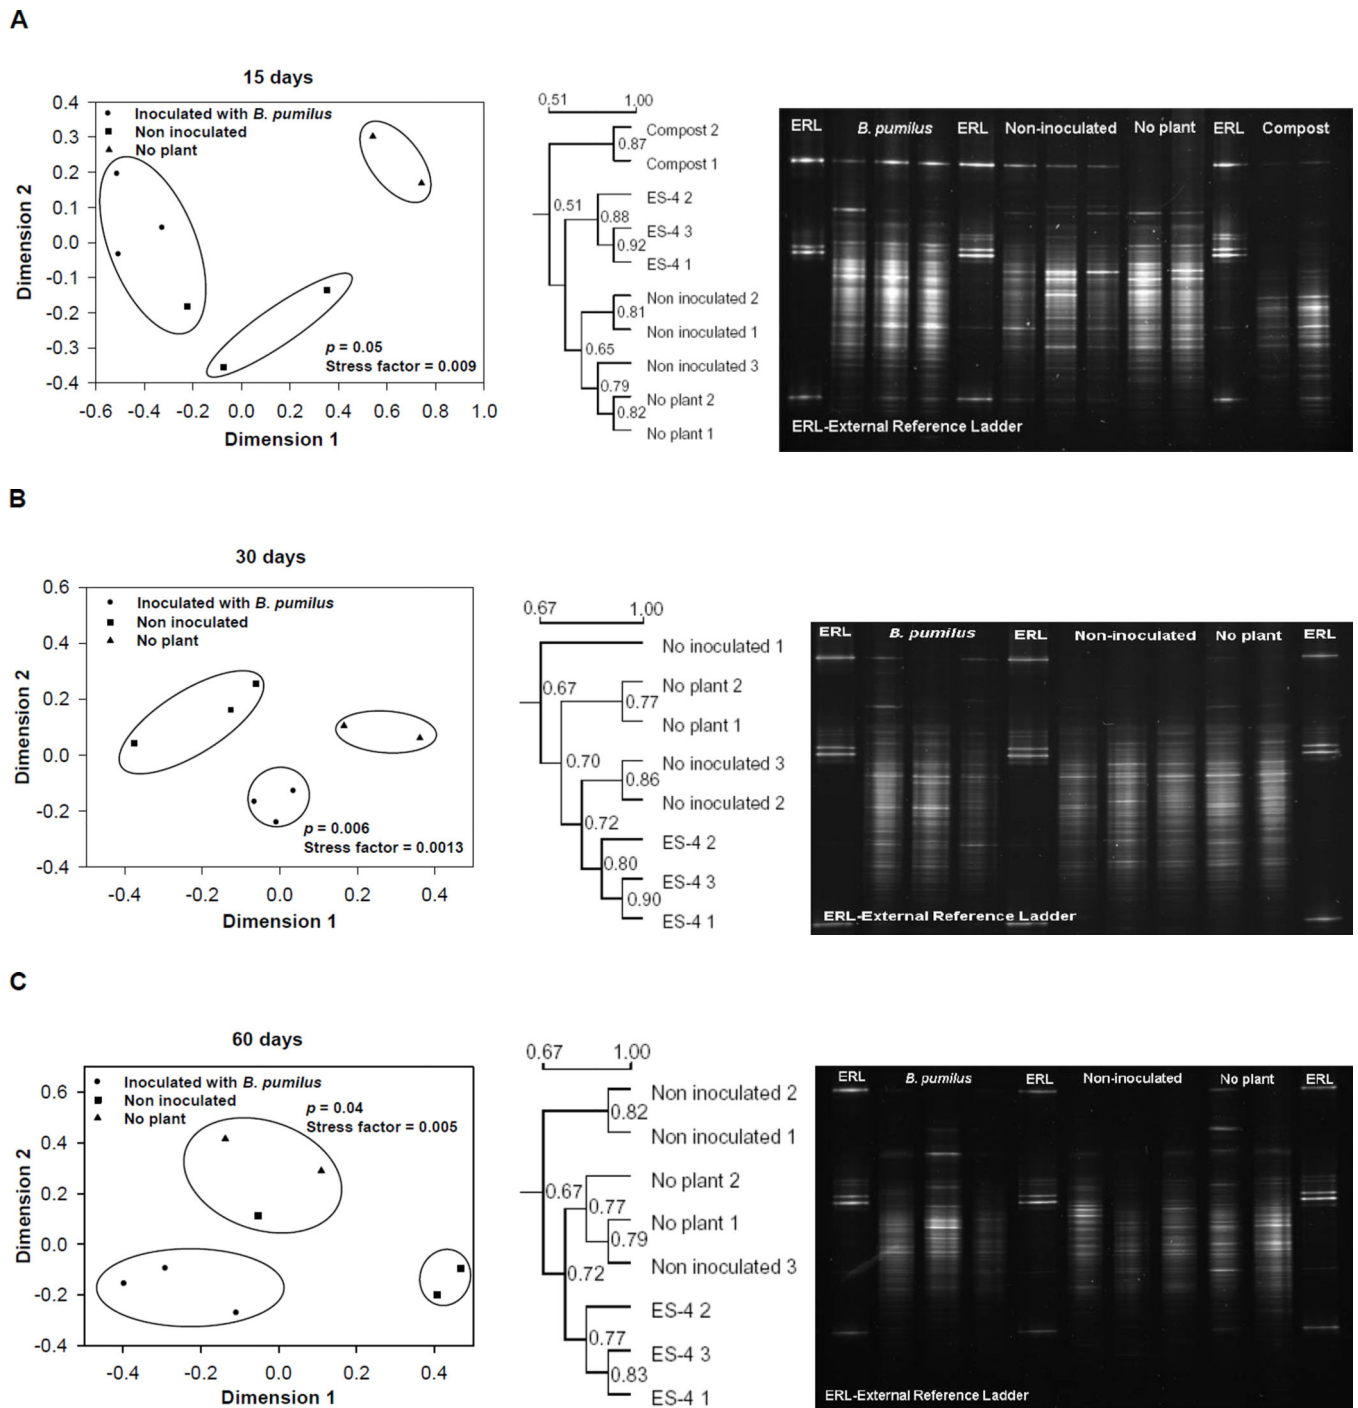 A
15 days
Inoculated with B. pumilus
Non inoculated
No plant
0.4
0.3
0.2
0.1
0.0
-0.1
-0.2
-0.3
-0.4
Dimension 2
p = 0.05
Stress factor = 0.009
-0.6 -0.4 -0.2 0.0 0.2 0.4 0.6 0.8 1.0
Dimension 1
0.51 1.00
Compost 2
0.87
Compost 1
0.51
ES-4 2
0.88
ES-4 3
0.92
ES-4 1
Non inoculated 2
0.81
Non inoculated 1
0.65
Non inoculated 3
0.79
No plant 2
0.82
No plant 1
ERL B. pumilus ERL Non-inoculated No plant ERL Compost
ERL-External Reference Ladder
B
30 days
Inoculated with B. pumilus
Non inoculated
No plant
0.6
0.4
0.2
0.0
-0.2
-0.4
Dimension 2
p = 0.006
Stress factor = 0.0013
-0.4 -0.2 0.0 0.2 0.4
Dimension 1
0.67 1.00
No inoculated 1
0.67
No plant 2
0.77
No plant 1
0.70
No inoculated 3
0.86
No inoculated 2
0.72
ES-4 2
0.80
ES-4 3
0.90
ES-4 1
ERL B. pumilus ERL Non-inoculated No plant ERL
ERL-External Reference Ladder
C
60 days
Inoculated with B. pumilus
Non inoculated
No plant
p = 0.04
Stress factor = 0.005
0.6
0.4
0.2
0.0
-0.2
-0.4
Dimension 2
-0.4 -0.2 0.0 0.2 0.4
Dimension 1
0.67 1.00
Non inoculated 2
0.82
Non inoculated 1
0.67
No plant 2
0.77
No plant 1
0.79
Non inoculated 3
0.72
ES-4 2
0.77
ES-4 3
0.83
ES-4 1
ERL B. pumilus ERL Non-inoculated No plant ERL
ERL-External Reference Ladder